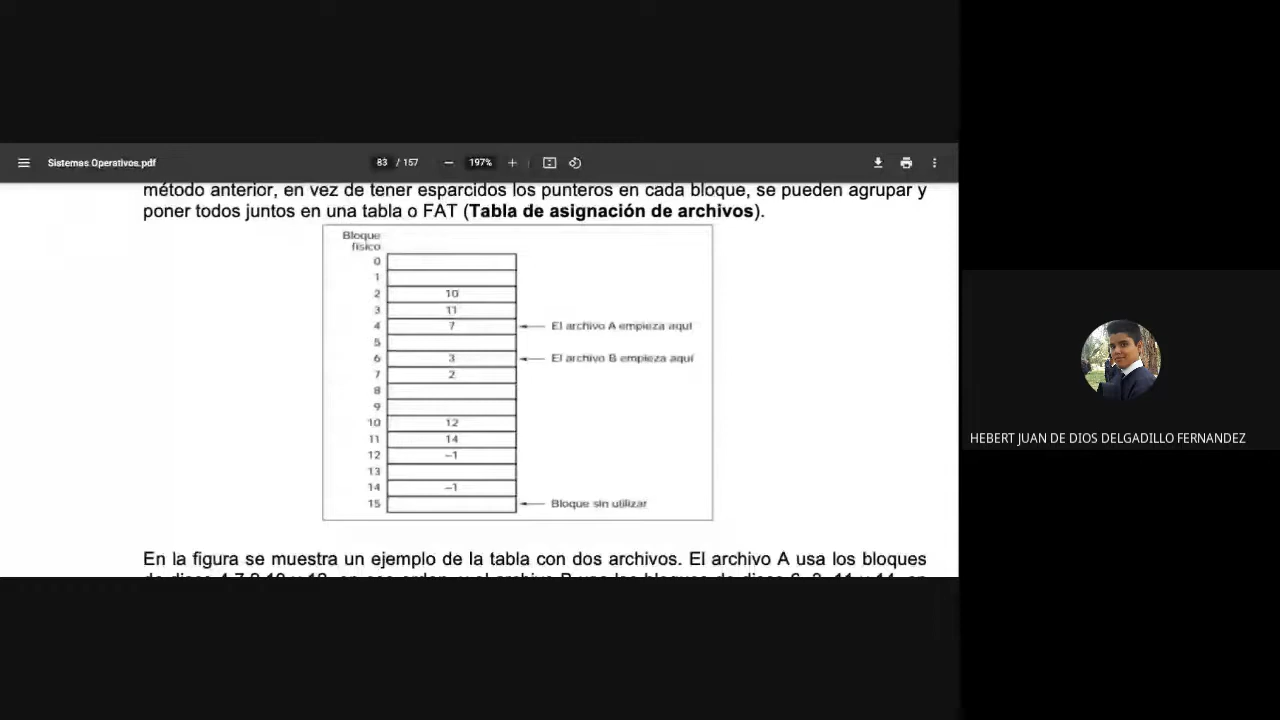 Sistemas Operativos.pdf
83 / 157
197%
método anterior, en vez de tener esparcidos los punteros en cada bloque, se pueden agrupar y
poner todos juntos en una tabla o FAT (Tabla de asignación de archivos).
Bloque
físico
0
1
2 10
3 11
4 7 El archivo A empieza aquí
5
6 3 El archivo B empieza aquí
7 2
8
9
10 12
11 14
12 –1
13
14 –1
15 Bloque sin utilizar
En la figura se muestra un ejemplo de la tabla con dos archivos. El archivo A usa los bloques
HEBERT JUAN DE DIOS DELGADILLO FERNANDEZ